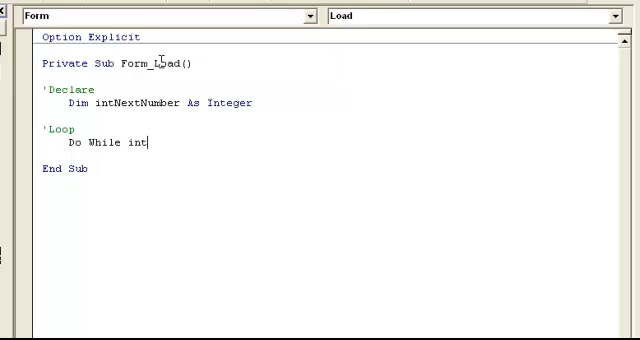 Form Load
Option Explicit
Private Sub Form_Load()
'Declare
Dim intNextNumber As Integer
'Loop
Do While int
End Sub